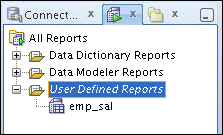 Connect...
All Reports
Data Dictionary Reports
Data Modeler Reports
User Defined Reports
emp_sal